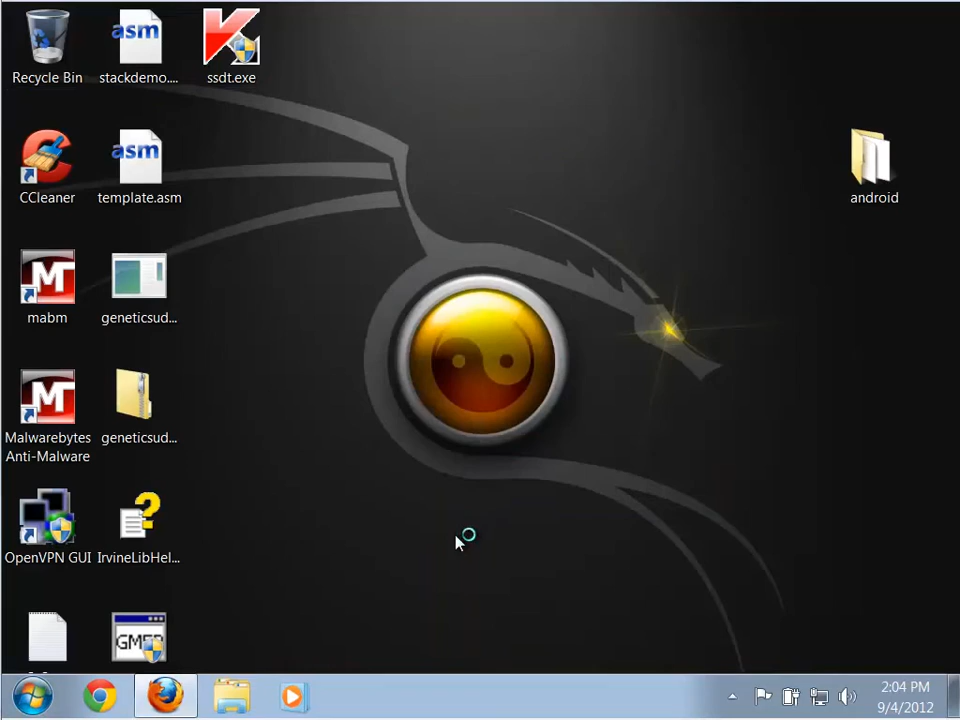 Recycle Bin
asm
stackdemo....
ssdt.exe
CCleaner
asm
template.asm
android
mabm
geneticsud...
Malwarebytes
Anti-Malware
geneticsud...
OpenVPN GUI
IrvineLibHel...
GMER
2:04 PM
9/4/2012